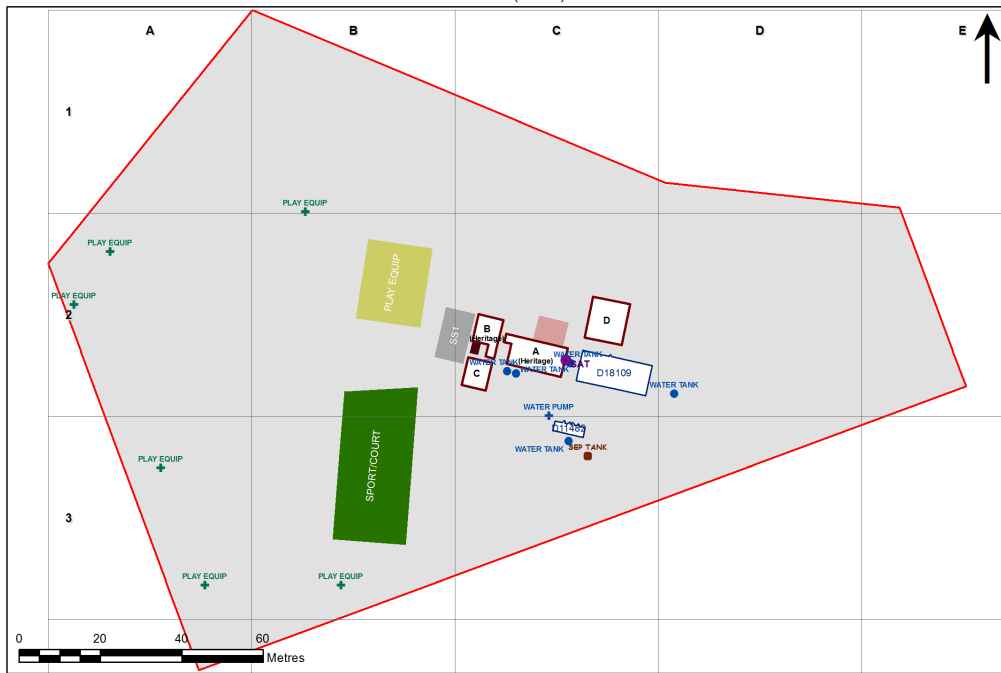 A
B
C
D
E
1
PLAY EQUIP
PLAY EQUIP
PLAY EQUIP
2
PLAY EQUIP
SS1
B
(Heritage)
D
A
(Heritage)
WATER TANK
SAT
WATER TANK
WATER TANK
C
D18109
WATER TANK
WATER PUMP
D11482
WATER TANK
SEP TANK
SPORT/COURT
PLAY EQUIP
3
PLAY EQUIP
PLAY EQUIP
0
20
40
60
Metres